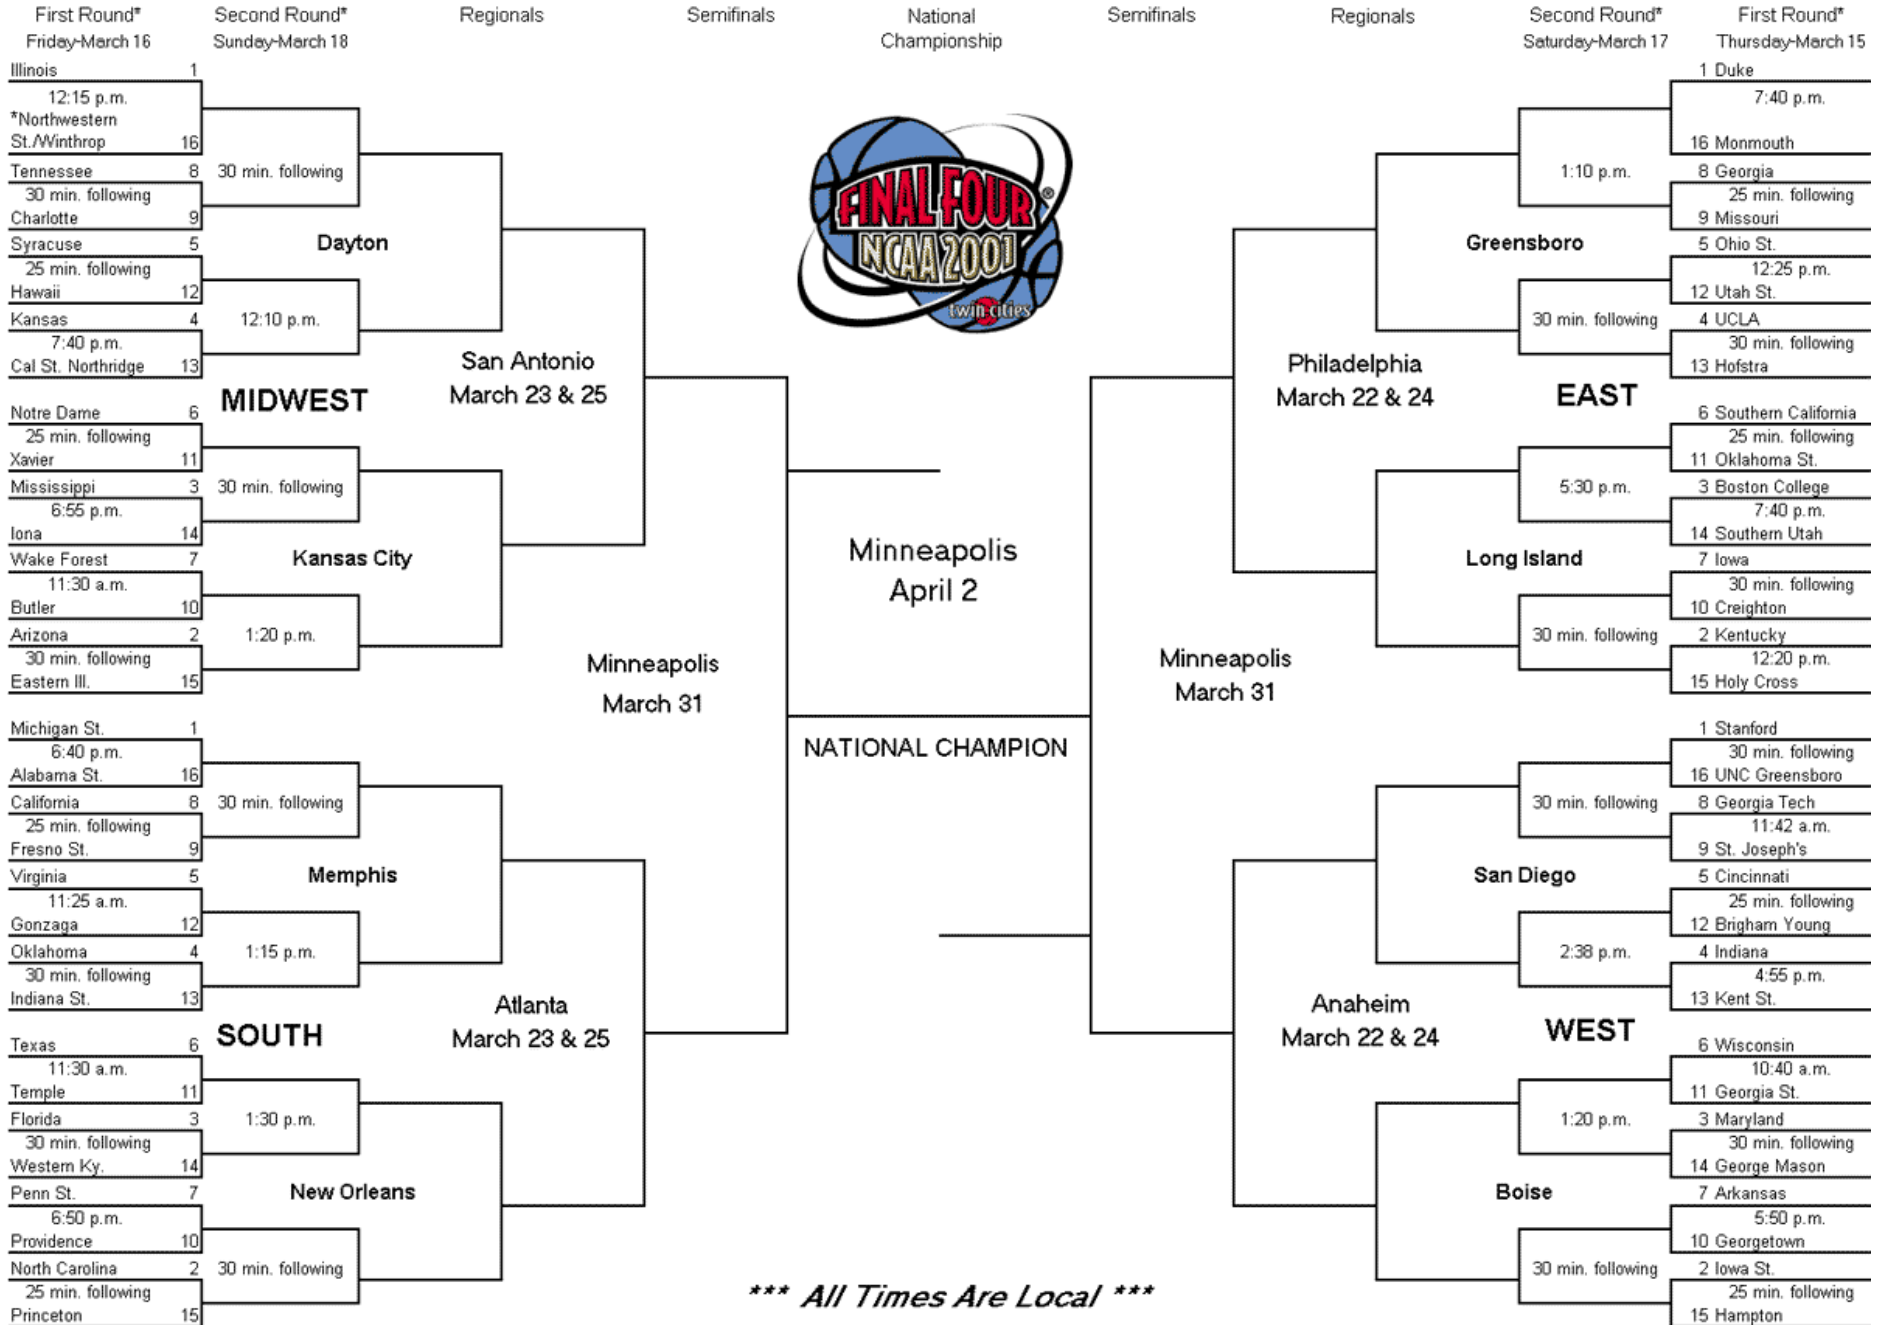 First Round*
Friday-March 16
Second Round*
Sunday-March 18
Regionals
Semifinals
National
Championship
Semifinals
Regionals
Second Round*
Saturday-March 17
First Round*
Thursday-March 15
Illinois 1
12:15 p.m.
*Northwestern
St./Winthrop 16
Tennessee 8
30 min. following
Charlotte 9
Syracuse 5
25 min. following
Hawaii 12
Kansas 4
7:40 p.m.
Cal St. Northridge 13
30 min. following
Dayton
12:10 p.m.
MIDWEST
San Antonio
March 23 & 25
Notre Dame 6
25 min. following
Xavier 11
Mississippi 3
6:55 p.m.
Iona 14
Wake Forest 7
11:30 a.m.
Butler 10
Arizona 2
30 min. following
Eastern Ill. 15
30 min. following
Kansas City
1:20 p.m.
Minneapolis
March 31
Michigan St. 1
6:40 p.m.
Alabama St. 16
California 8
25 min. following
Fresno St. 9
Virginia 5
11:25 a.m.
Gonzaga 12
Oklahoma 4
30 min. following
Indiana St. 13
30 min. following
Memphis
1:15 p.m.
SOUTH
Atlanta
March 23 & 25
Texas 6
11:30 a.m.
Temple 11
Florida 3
30 min. following
Western Ky. 14
Penn St. 7
6:50 p.m.
Providence 10
North Carolina 2
25 min. following
Princeton 15
1:30 p.m.
New Orleans
30 min. following
FINAL FOUR®
NCAA 2001
twin cities
Minneapolis
April 2
NATIONAL CHAMPION
*** All Times Are Local ***
1 Duke
7:40 p.m.
16 Monmouth
8 Georgia
25 min. following
9 Missouri
5 Ohio St.
12:25 p.m.
12 Utah St.
4 UCLA
30 min. following
13 Hofstra
1:10 p.m.
Greensboro
30 min. following
Philadelphia
March 22 & 24
EAST
6 Southern California
25 min. following
11 Oklahoma St.
3 Boston College
7:40 p.m.
14 Southern Utah
7 Iowa
30 min. following
10 Creighton
2 Kentucky
12:20 p.m.
15 Holy Cross
5:30 p.m.
Long Island
30 min. following
Minneapolis
March 31
1 Stanford
30 min. following
16 UNC Greensboro
8 Georgia Tech
11:42 a.m.
9 St. Joseph's
5 Cincinnati
25 min. following
12 Brigham Young
4 Indiana
4:55 p.m.
13 Kent St.
30 min. following
San Diego
2:38 p.m.
Anaheim
March 22 & 24
WEST
6 Wisconsin
10:40 a.m.
11 Georgia St.
3 Maryland
30 min. following
14 George Mason
7 Arkansas
5:50 p.m.
10 Georgetown
2 Iowa St.
25 min. following
15 Hampton
1:20 p.m.
Boise
30 min. following